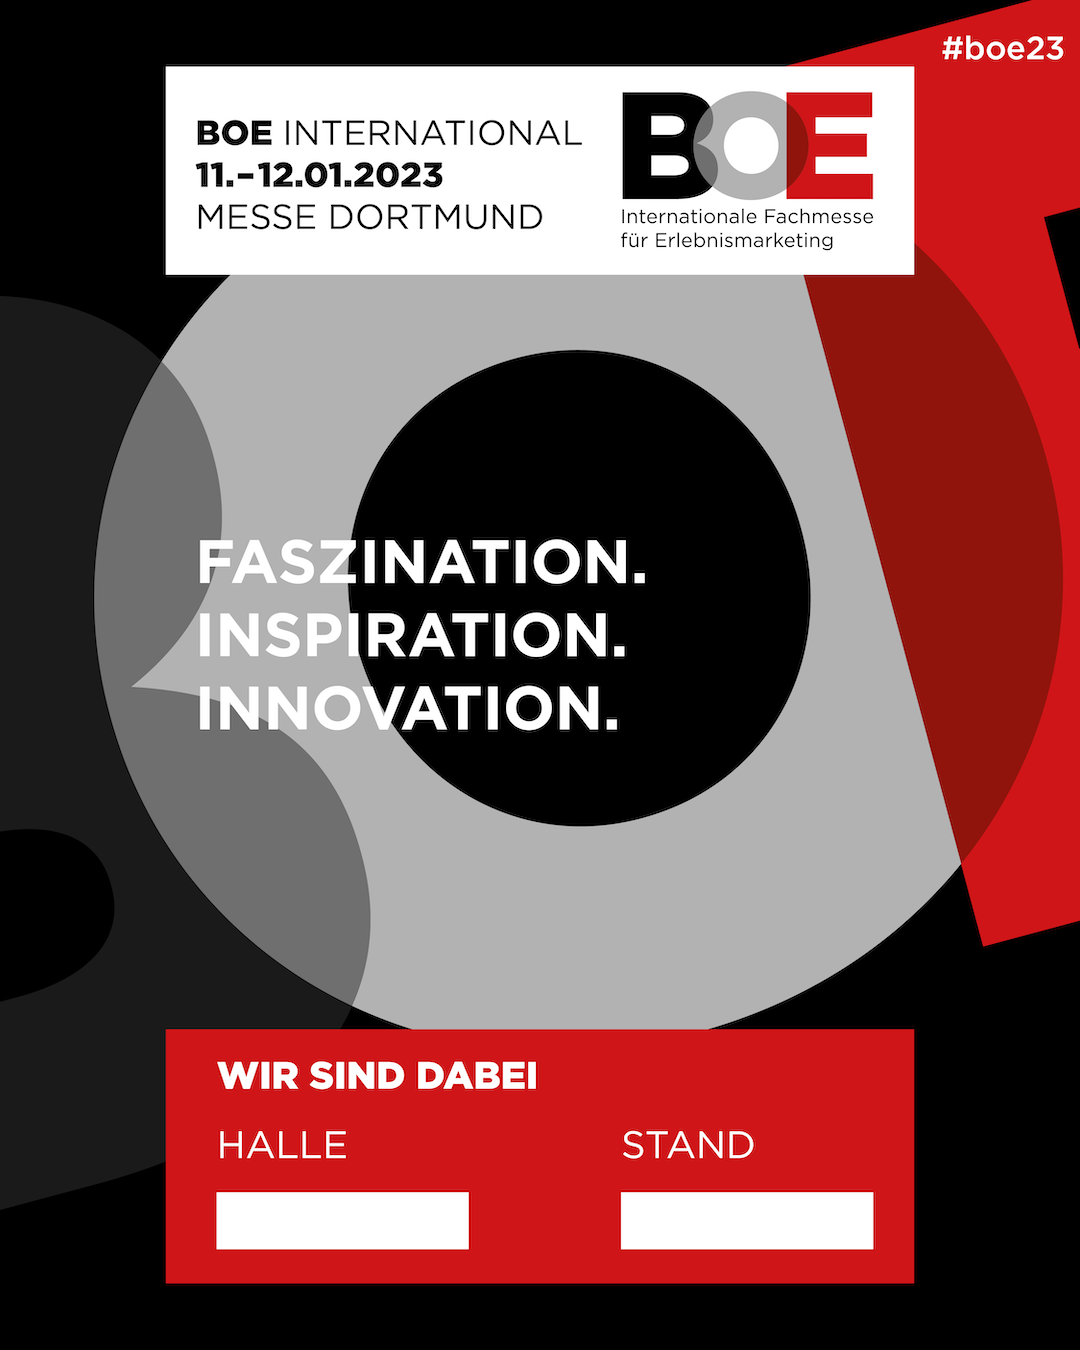 #boe23
BOE INTERNATIONAL
11.–12.01.2023
MESSE DORTMUND
BOE
Internationale Fachmesse
für Erlebnismarketing
FASZINATION.
INSPIRATION.
INNOVATION.
WIR SIND DABEI
HALLE
STAND